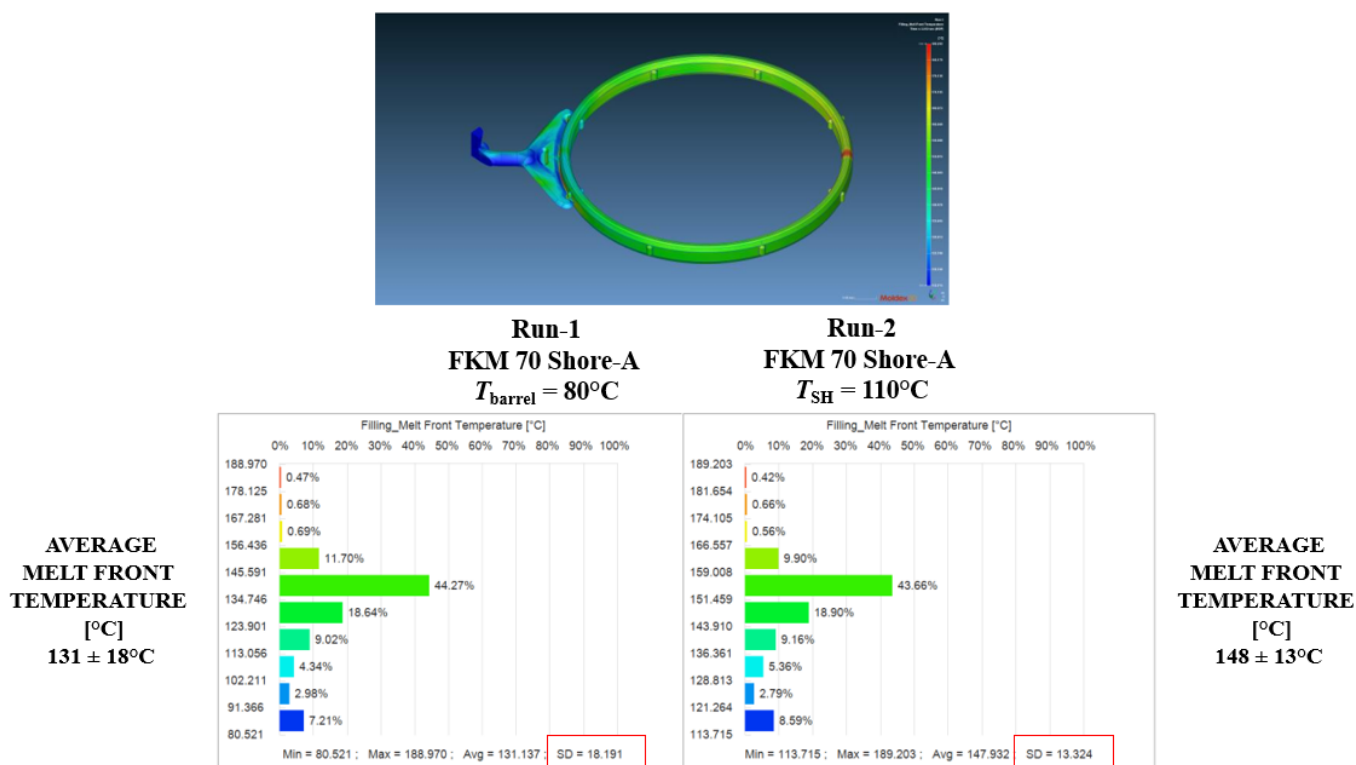 Run-1
Filling_Melt Front Temperature
Moldex
Run-1
FKM 70 Shore-A
Tbarrel = 80°C
Run-2
FKM 70 Shore-A
TSH = 110°C
AVERAGE
MELT FRONT
TEMPERATURE
[°C]
131 ± 18°C
Filling_Melt Front Temperature [°C]
0% 10% 20% 30% 40% 50% 60% 70% 80% 90% 100%
188.970
0.47%
178.125
0.68%
167.281
0.69%
156.436
11.70%
145.591
44.27%
134.746
18.64%
123.901
9.02%
113.056
4.34%
102.211
2.98%
91.366
7.21%
80.521
Min = 80.521 ; Max = 188.970 ; Avg = 131.137 ; SD = 18.191
Filling_Melt Front Temperature [°C]
0% 10% 20% 30% 40% 50% 60% 70% 80% 90% 100%
189.203
0.42%
181.654
0.66%
174.105
0.56%
166.557
9.90%
159.008
43.66%
151.459
18.90%
143.910
9.16%
136.361
5.36%
128.813
2.79%
121.264
8.59%
113.715
Min = 113.715 ; Max = 189.203 ; Avg = 147.932 SD = 13.324
AVERAGE
MELT FRONT
TEMPERATURE
[°C]
148 ± 13°C